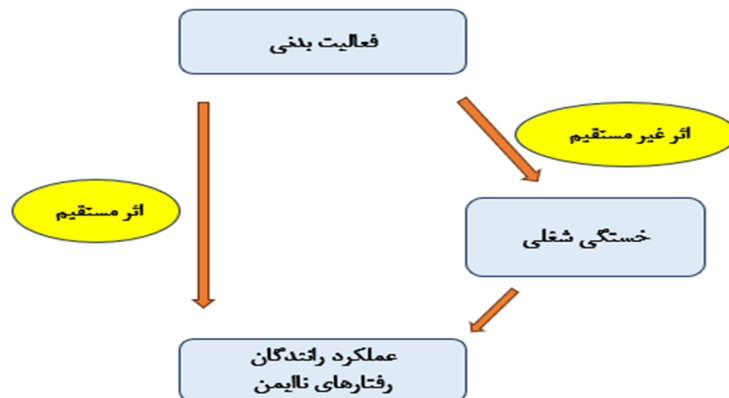 فعالیت بدنی
اثر غیر مستقیم
اثر مستقیم
خستگی شغلی
عملکرد رانندگان
رفتارهای ناایمن